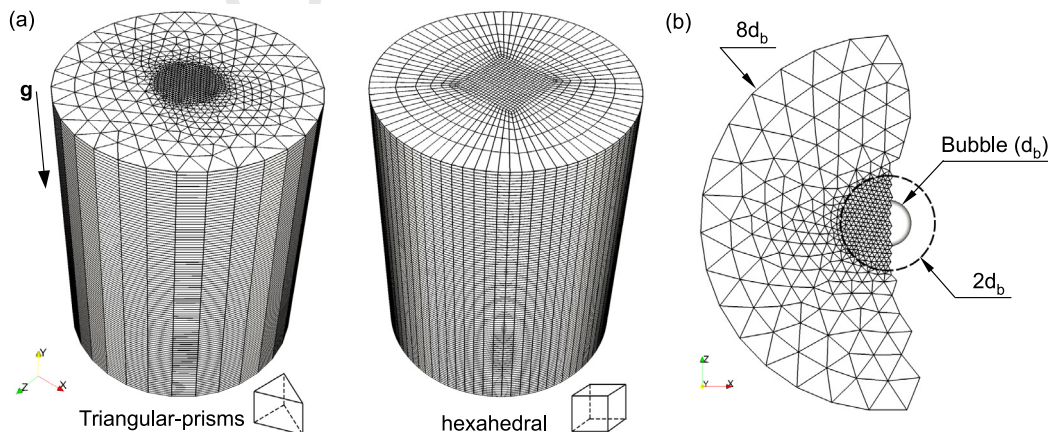 (a)
g
Y
Z
X
Triangular-prisms
hexahedral
(b)
8d_b
Bubble (d_b)
2d_b
Z
Y
X